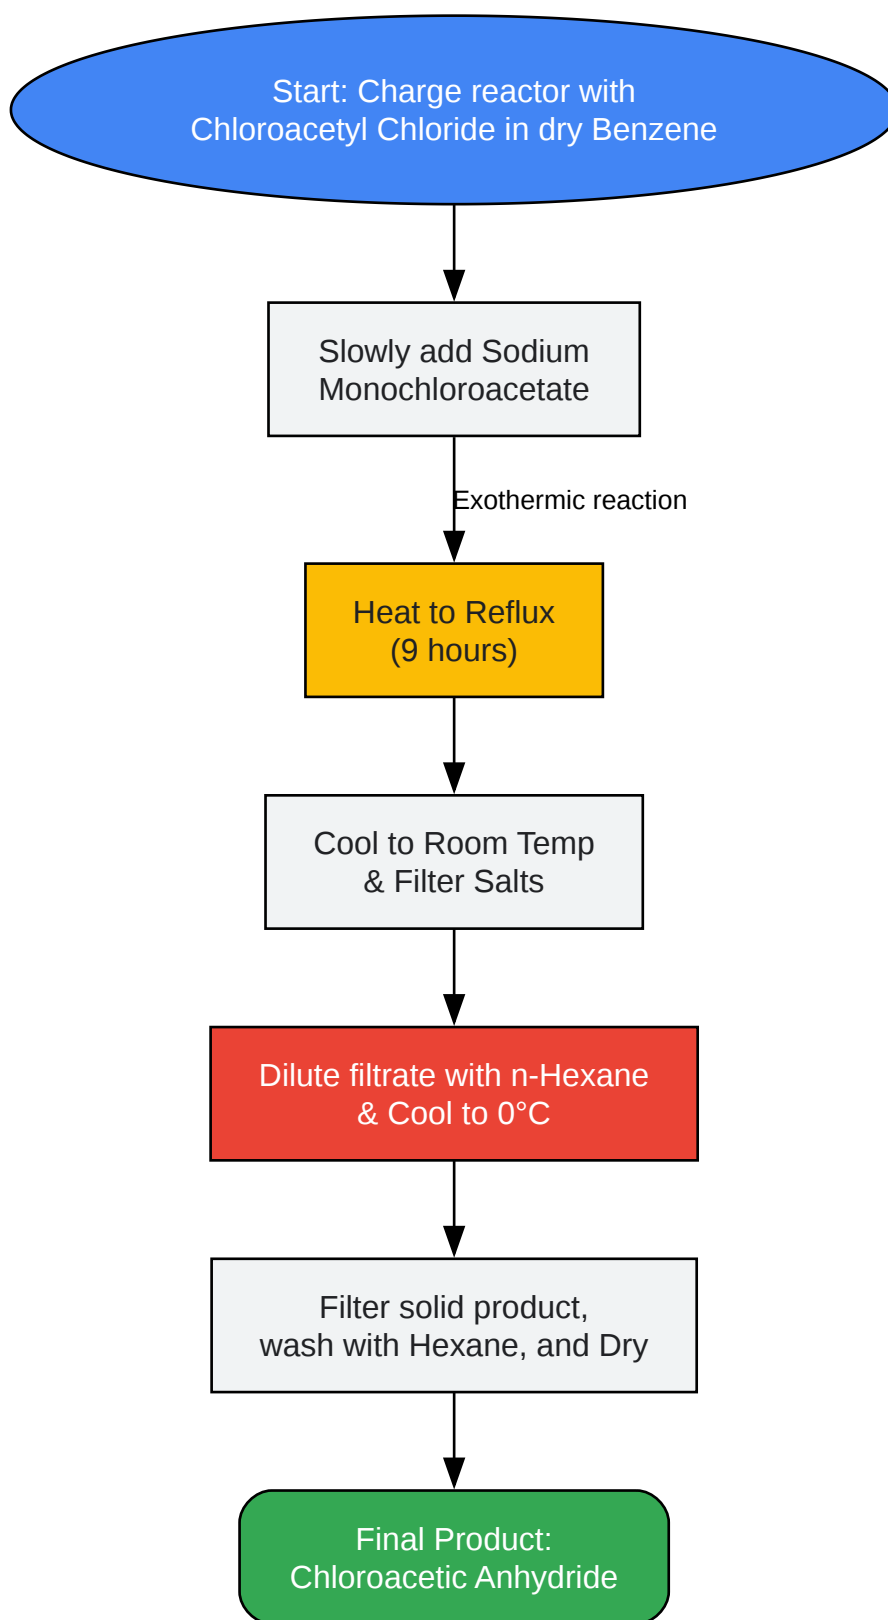 Start: Charge reactor with
Chloroacetyl Chloride in dry Benzene
Slowly add Sodium
Monochloroacetate
Exothermic reaction
Heat to Reflux
(9 hours)
Cool to Room Temp
& Filter Salts
Dilute filtrate with n-Hexane
& Cool to 0°C
Filter solid product,
wash with Hexane, and Dry
Final Product:
Chloroacetic Anhydride